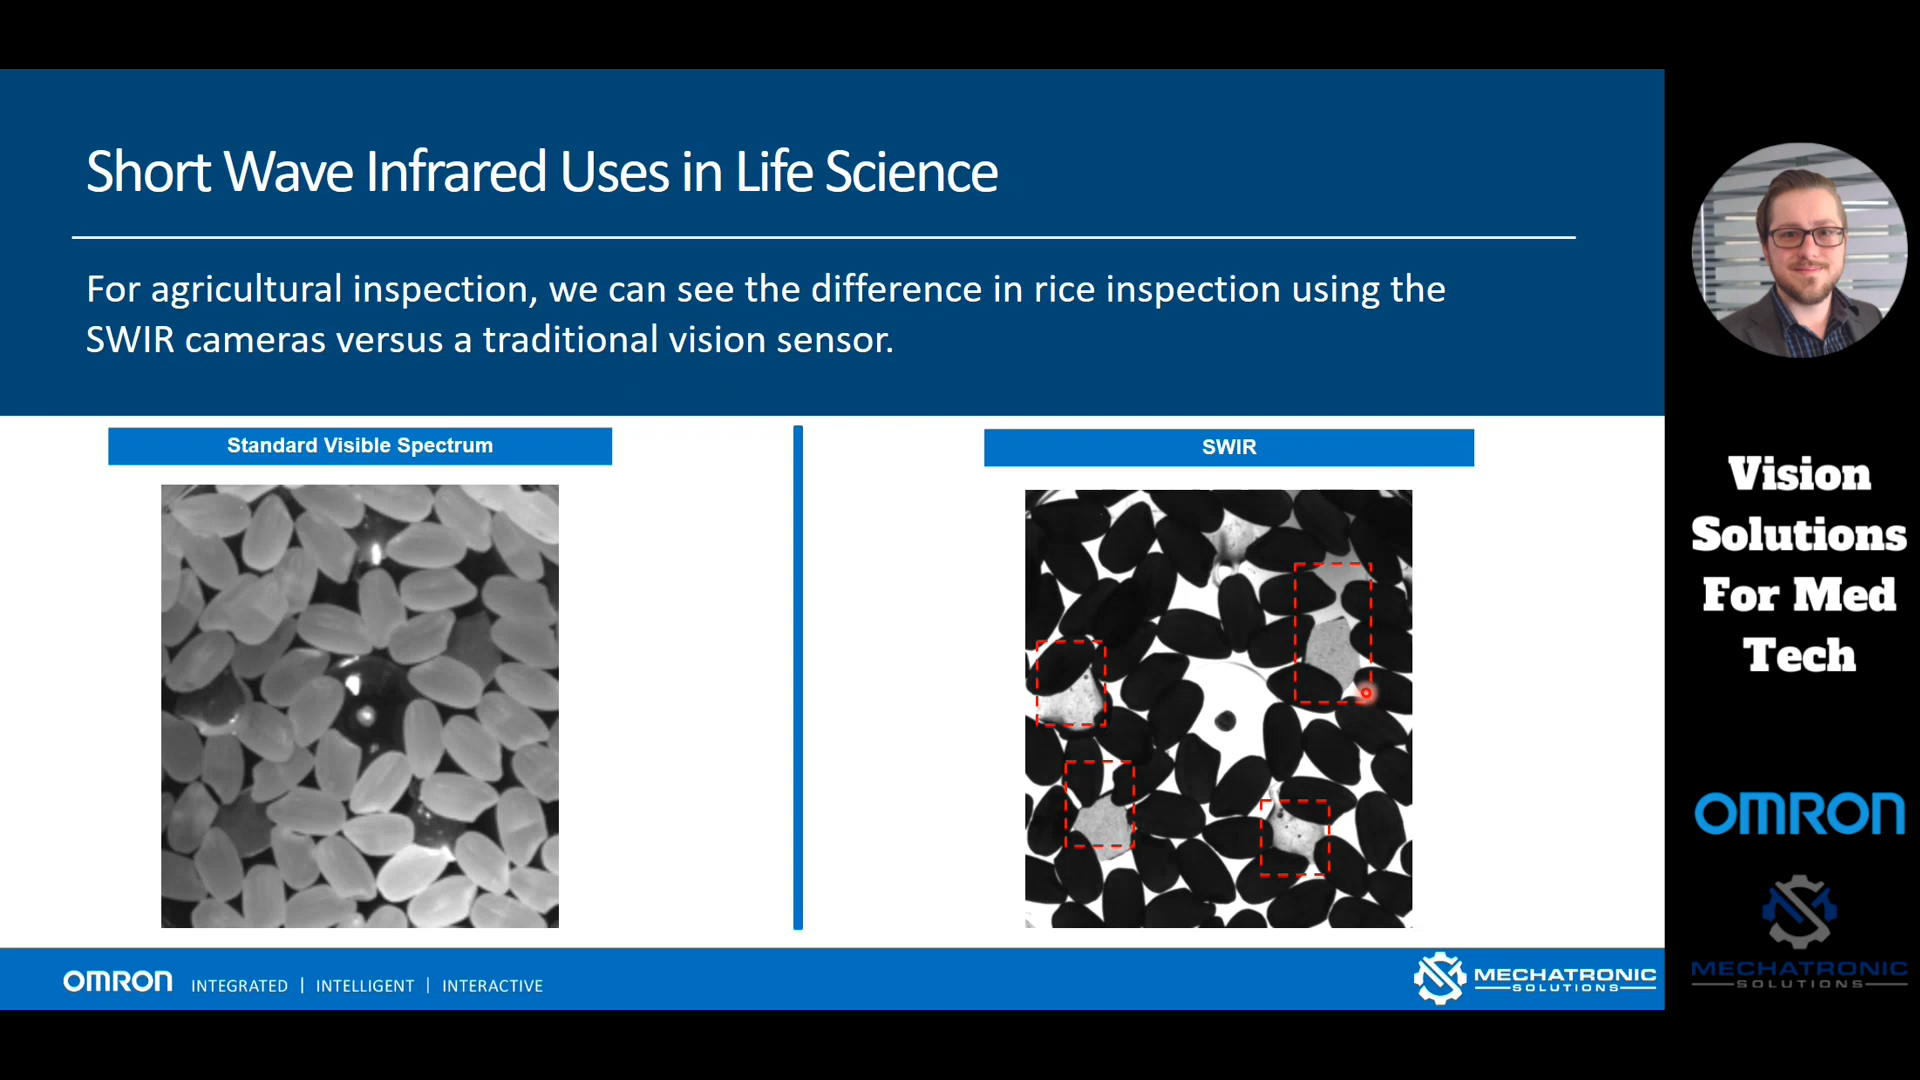 Short Wave Infrared Uses in Life Science
For agricultural inspection, we can see the difference in rice inspection using the
SWIR cameras versus a traditional vision sensor.
Standard Visible Spectrum
SWIR
OMRON INTEGRATED | INTELLIGENT | INTERACTIVE
MECHATRONIC
SOLUTIONS
Vision
Solutions
For Med
Tech
OMRON
MECHATRONIC
SOLUTIONS